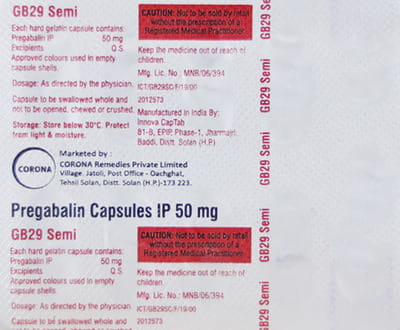 GB29 Semi
Each hard gelatin capsule contains:
Pregabalin IP 50 mg
Excipients Q.S.
Approved colours used in empty
capsule shells.
Dosage: As directed by the physician.
Capsule to be swallowed whole and
not to be opened, chewed or crushed.
Storage: Store below 30°C. Protect
from light & moisture.
CAUTION: Not to be sold by retail
without the prescription of a
Registered Medical Practitioner
Keep the medicine out of reach of
children.
Mfg. Lic. No.: MNB/06/394
ICT/GB29SC/F/19/00
2012573
Manufactured in India By:
Innova CapTab
81-B, EPIP, Phase-1, Jharmajri,
Baddi, Distt. Solan (H.P.)
CORONA
Marketed by :
CORONA Remedies Private Limited
Village. Jatoli, Post Office - Oachghat,
Tehsil Solan, Distt. Solan (H.P.)-173 223.
Pregabalin Capsules IP 50 mg
GB29 Semi
Each hard gelatin capsule contains:
Pregabalin IP 50 mg
Excipients Q.S.
Approved colours used in empty
capsule shells.
Dosage: As directed by the physician
Capsule to be swallowed whole and
CAUTION: Not to be sold by retail
without the prescription of a
Registered Medical Practitioner
Keep the medicine out of reach of
children.
Mfg. Lic. No.: MNB/06/394
ICT/GB29SC/F/19/00
2012573
GB29 Semi
GB29 Semi
GB29 Semi
GB29 Semi